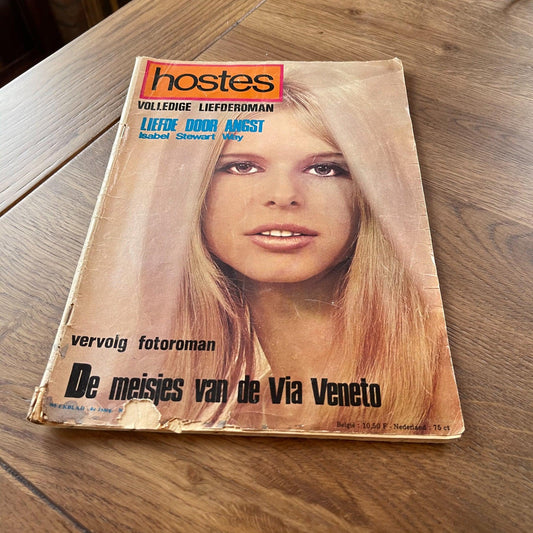 hostes
VOLLEDIGE LIEFDEROMAN
LIEFDE DOOR ANGST
Isabel Stewart Way
vervolg fotoroman
De meisjes van de Via Veneto
WEEKBLAD
België : 10,50 F - Nederland : 75 ct